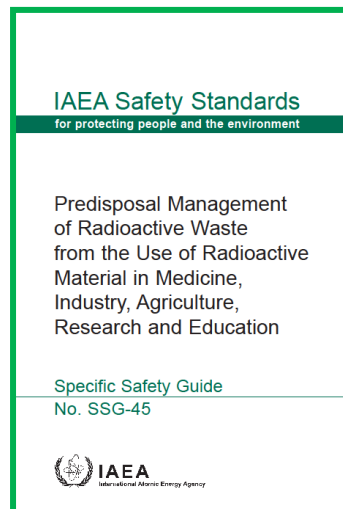 IAEA Safety Standards
for protecting people and the environment
Predisposal Management
of Radioactive Waste
from the Use of Radioactive
Material in Medicine,
Industry, Agriculture,
Research and Education
Specific Safety Guide
No. SSG-45
IAEA
International Atomic Energy Agency